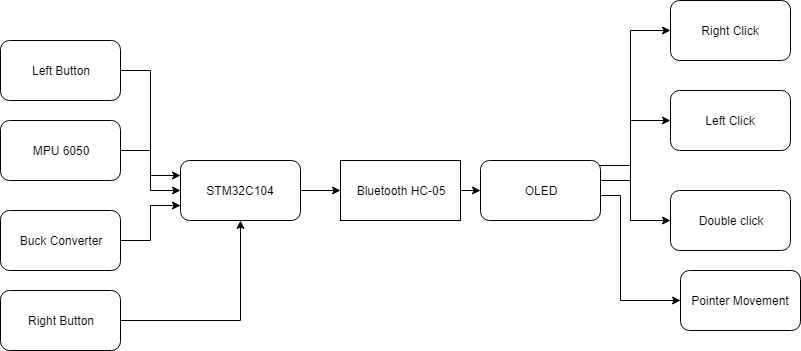 Left Button
MPU 6050
Buck Converter
Right Button
STM32C104
Bluetooth HC-05
OLED
Right Click
Left Click
Double click
Pointer Movement